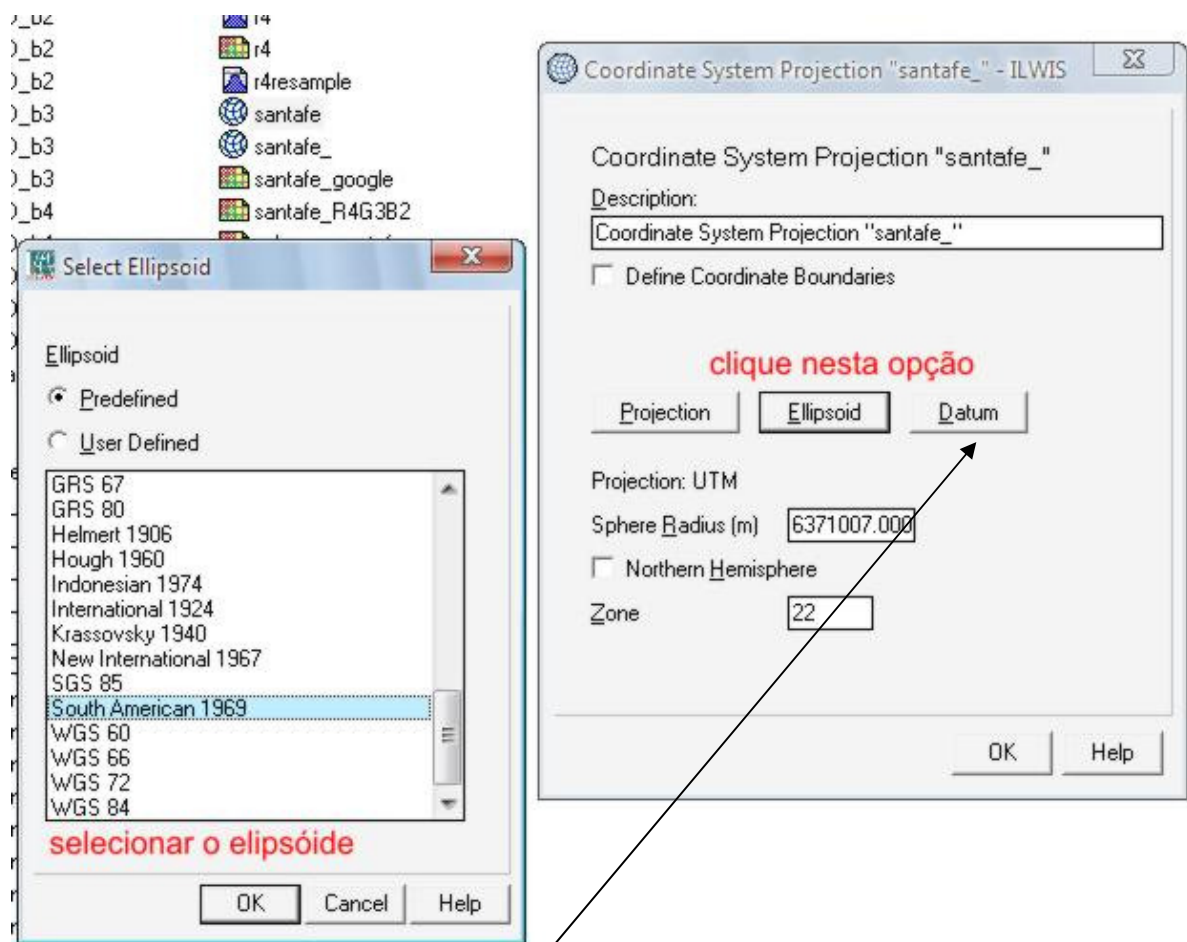 )_b2
r4
)_b2
r4
)_b2
r4resample
)_b3
santafe
)_b3
santafe_
)_b3
santafe_google
)_b4
santafe_R4G3B2
Select Ellipsoid
Ellipsoid
Predefined
User Defined
GRS 67
GRS 80
Helmert 1906
Hough 1960
Indonesian 1974
International 1924
Krassovsky 1940
New International 1967
SGS 85
South American 1969
WGS 60
WGS 66
WGS 72
WGS 84
selecionar o elipsóide
OK
Cancel
Help
Coordinate System Projection "santafe_" - ILWIS
Coordinate System Projection "santafe_"
Description:
Coordinate System Projection "santafe_"
Define Coordinate Boundaries
clique nesta opção
Projection
Ellipsoid
Datum
Projection: UTM
Sphere Radius (m) 6371007.000
Northern Hemisphere
Zone 22
OK
Help